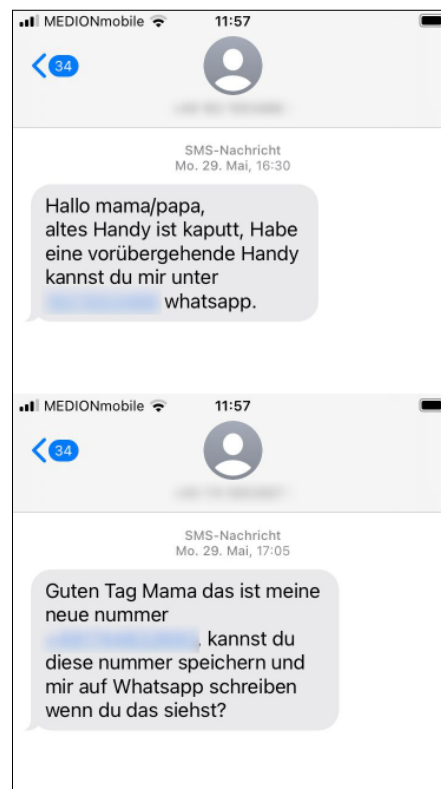 MEDIONmobile 11:57
34
SMS-Nachricht
Mo. 29. Mai, 16:30
Hallo mama/papa,
altes Handy ist kaputt, Habe
eine vorübergehende Handy
kannst du mir unter
whatsapp.
MEDIONmobile 11:57
34
SMS-Nachricht
Mo. 29. Mai, 17:05
Guten Tag Mama das ist meine
neue nummer
, kannst du
diese nummer speichern und
mir auf Whatsapp schreiben
wenn du das siehst?